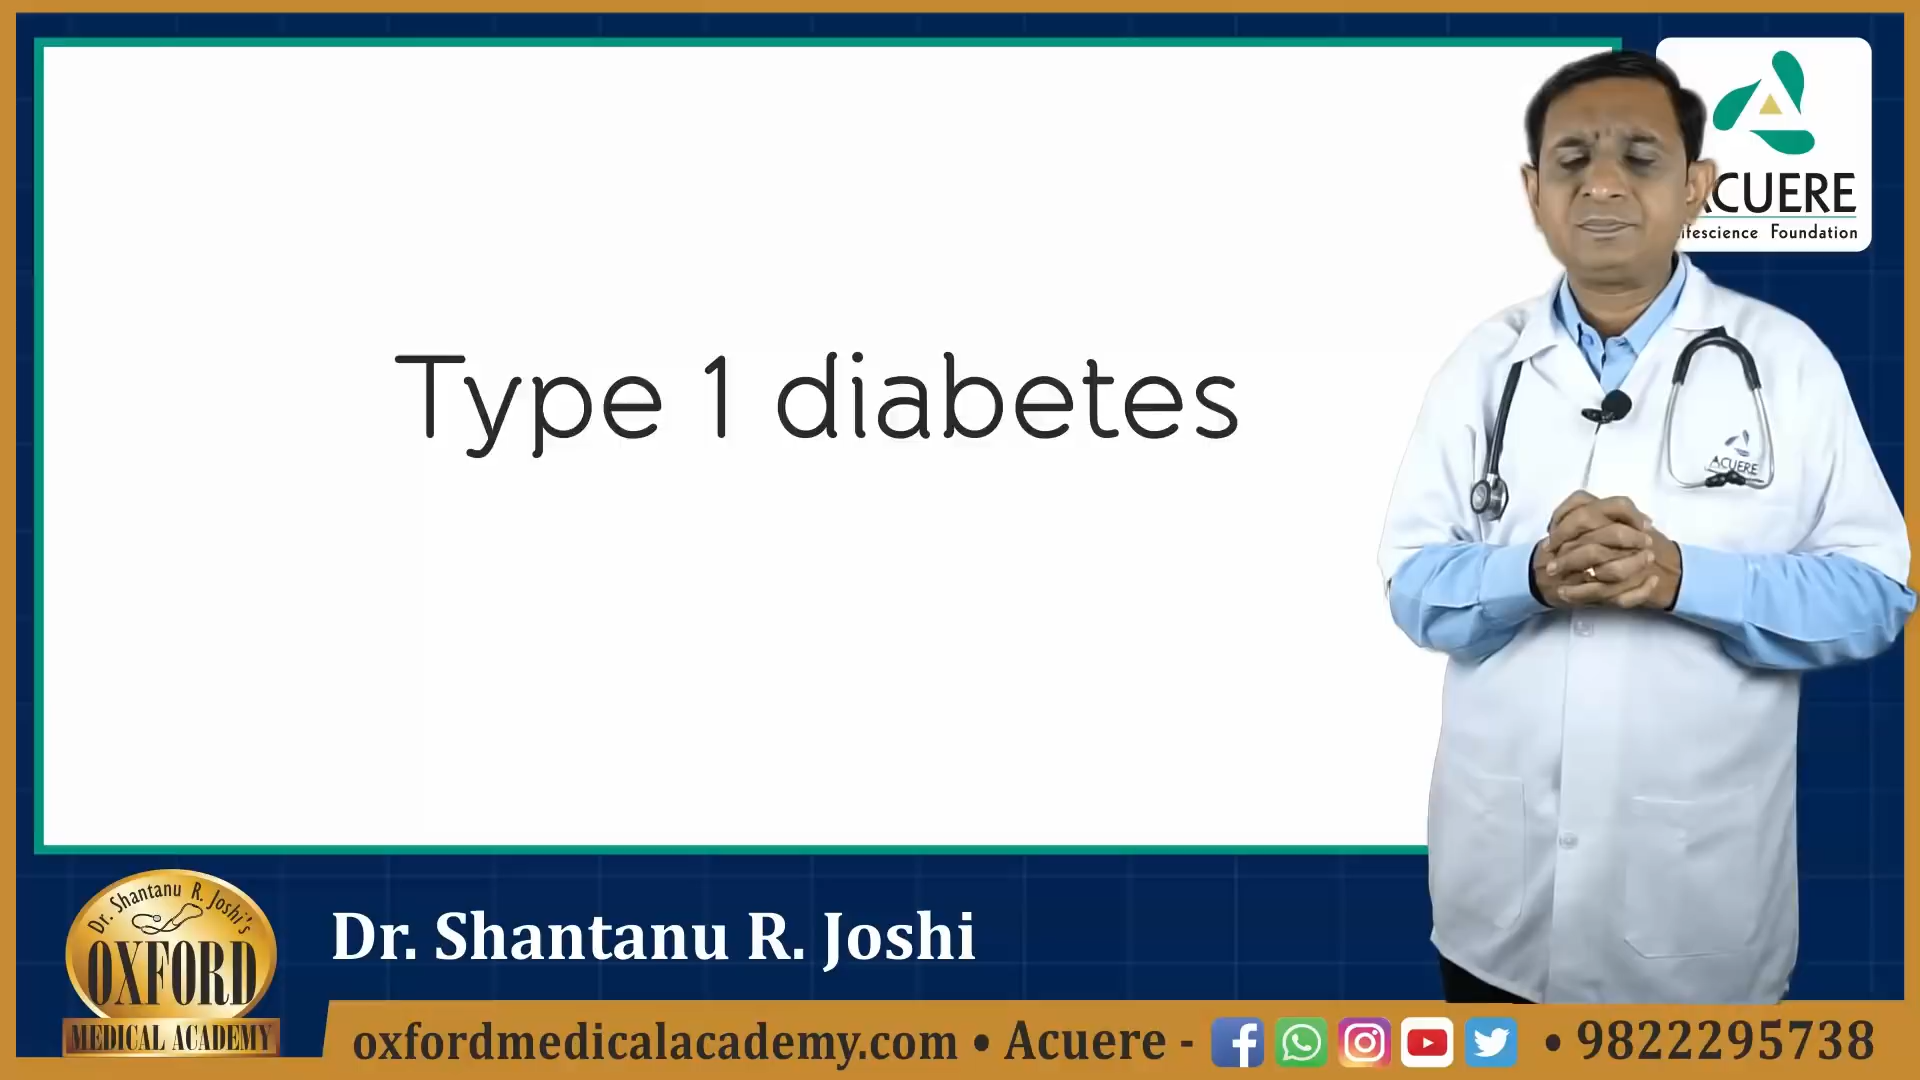 Type 1 diabetes
CUERE
ifescience Foundation
ACUERE
Dr. Shantanu R. Joshi's
OXFORD
MEDICAL ACADEMY
Dr. Shantanu R. Joshi
oxfordmedicalacademy.com • Acuere - • 9822295738